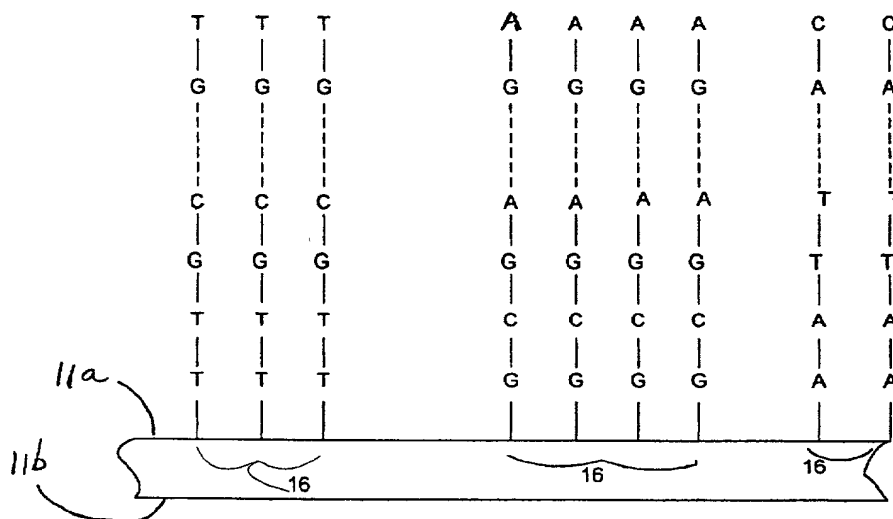 T T T A A A A C C
G G G G G G G A A
C C C A A A A T T
G G G G G G G T T
T T T C C C C A A
T T T G G G G A A
11a
11b
16 16 16